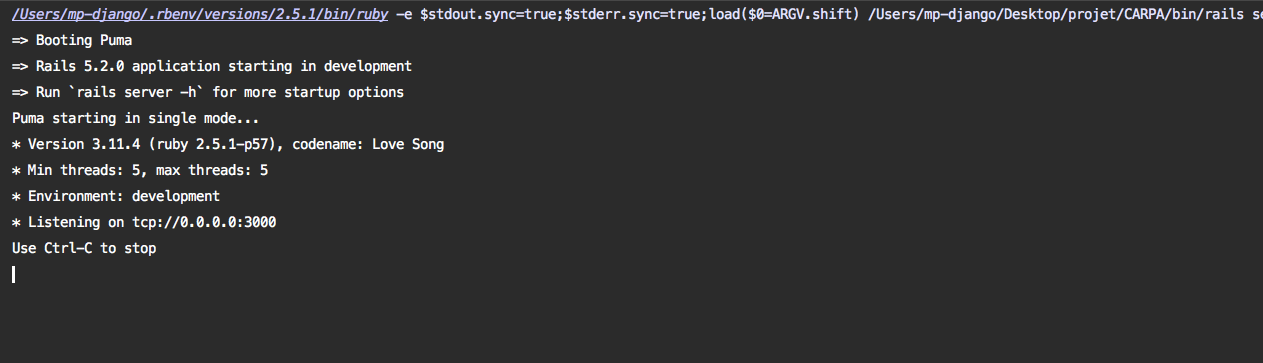 /Users/mp-django/.rbenv/versions/2.5.1/bin/ruby -e $stdout.sync=true;$stderr.sync=true;load($0=ARGV.shift) /Users/mp-django/Desktop/projet/CARPA/bin/rails se
=> Booting Puma
=> Rails 5.2.0 application starting in development
=> Run `rails server -h` for more startup options
Puma starting in single mode...
* Version 3.11.4 (ruby 2.5.1-p57), codename: Love Song
* Min threads: 5, max threads: 5
* Environment: development
* Listening on tcp://0.0.0.0:3000
Use Ctrl-C to stop